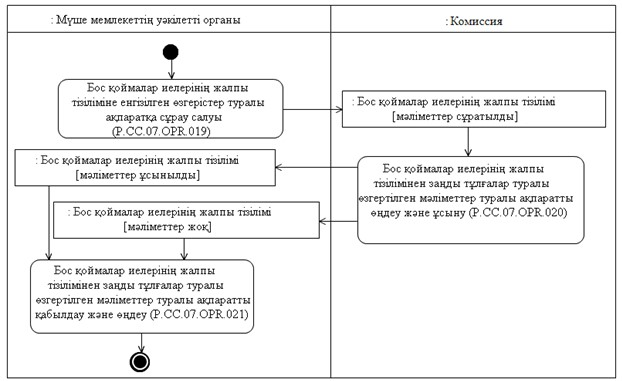 : Мүше мемлекеттің уәкілетті органы
: Комиссия
Бос қоймалар иелерінің жалпы
тізіліміне енгізілген өзгерістер туралы
ақпаратқа сұрау салуы
(P.CC.07.OPR.019)
: Бос қоймалар иелерінің жалпы тізілімі
[мәліметтер сұратылды]
: Бос қоймалар иелерінің жалпы тізілімі
[мәліметтер ұсынылды]
Бос қоймалар иелерінің жалпы
тізілімінен заңды тұлғалар туралы
өзгертілген мәліметтер туралы ақпаратты
өңдеу және ұсыну (P.CC.07.OPR.020)
: Бос қоймалар иелерінің жалпы тізілімі
[мәліметтер жоқ]
Бос қоймалар иелерінің жалпы
тізілімінен заңды тұлғалар туралы
өзгертілген мәліметтер туралы ақпаратты
қабылдау және өңдеу (P.CC.07.OPR.021)